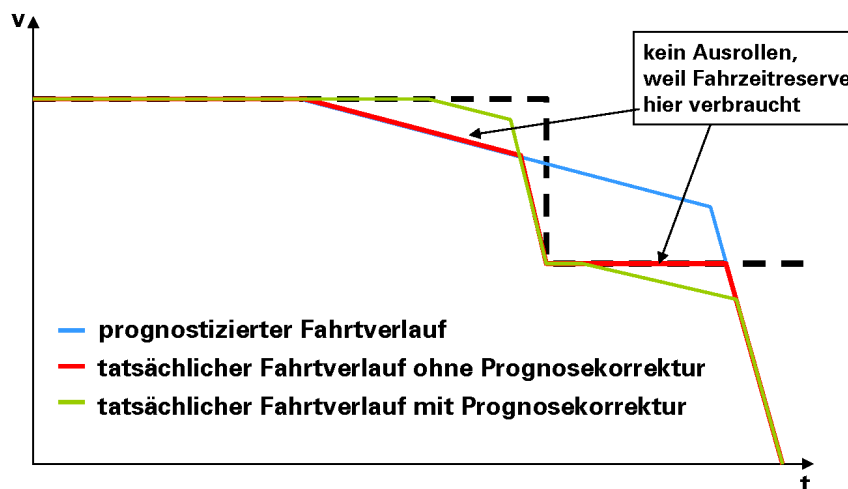 v
kein Ausrollen,
weil Fahrzeitreserve
hier verbraucht
prognostizierter Fahrtverlauf
tatsächlicher Fahrtverlauf ohne Prognosekorrektur
tatsächlicher Fahrtverlauf mit Prognosekorrektur
t